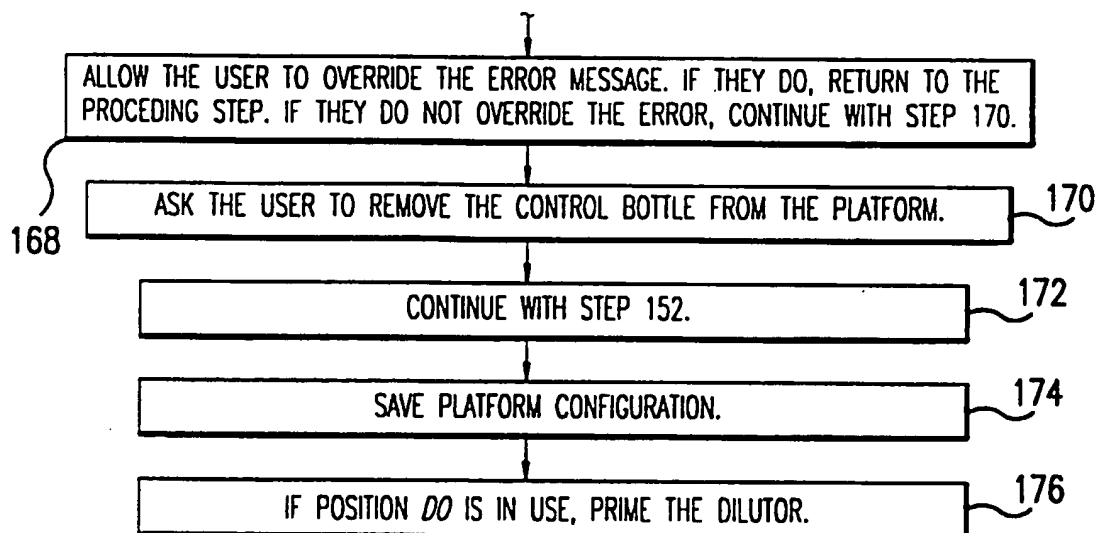 ALLOW THE USER TO OVERRIDE THE ERROR MESSAGE. IF THEY DO, RETURN TO THE
PROCEDING STEP. IF THEY DO NOT OVERRIDE THE ERROR, CONTINUE WITH STEP 170.
168
ASK THE USER TO REMOVE THE CONTROL BOTTLE FROM THE PLATFORM.
170
CONTINUE WITH STEP 152.
172
SAVE PLATFORM CONFIGURATION.
174
IF POSITION DO IS IN USE, PRIME THE DILUTOR.
176